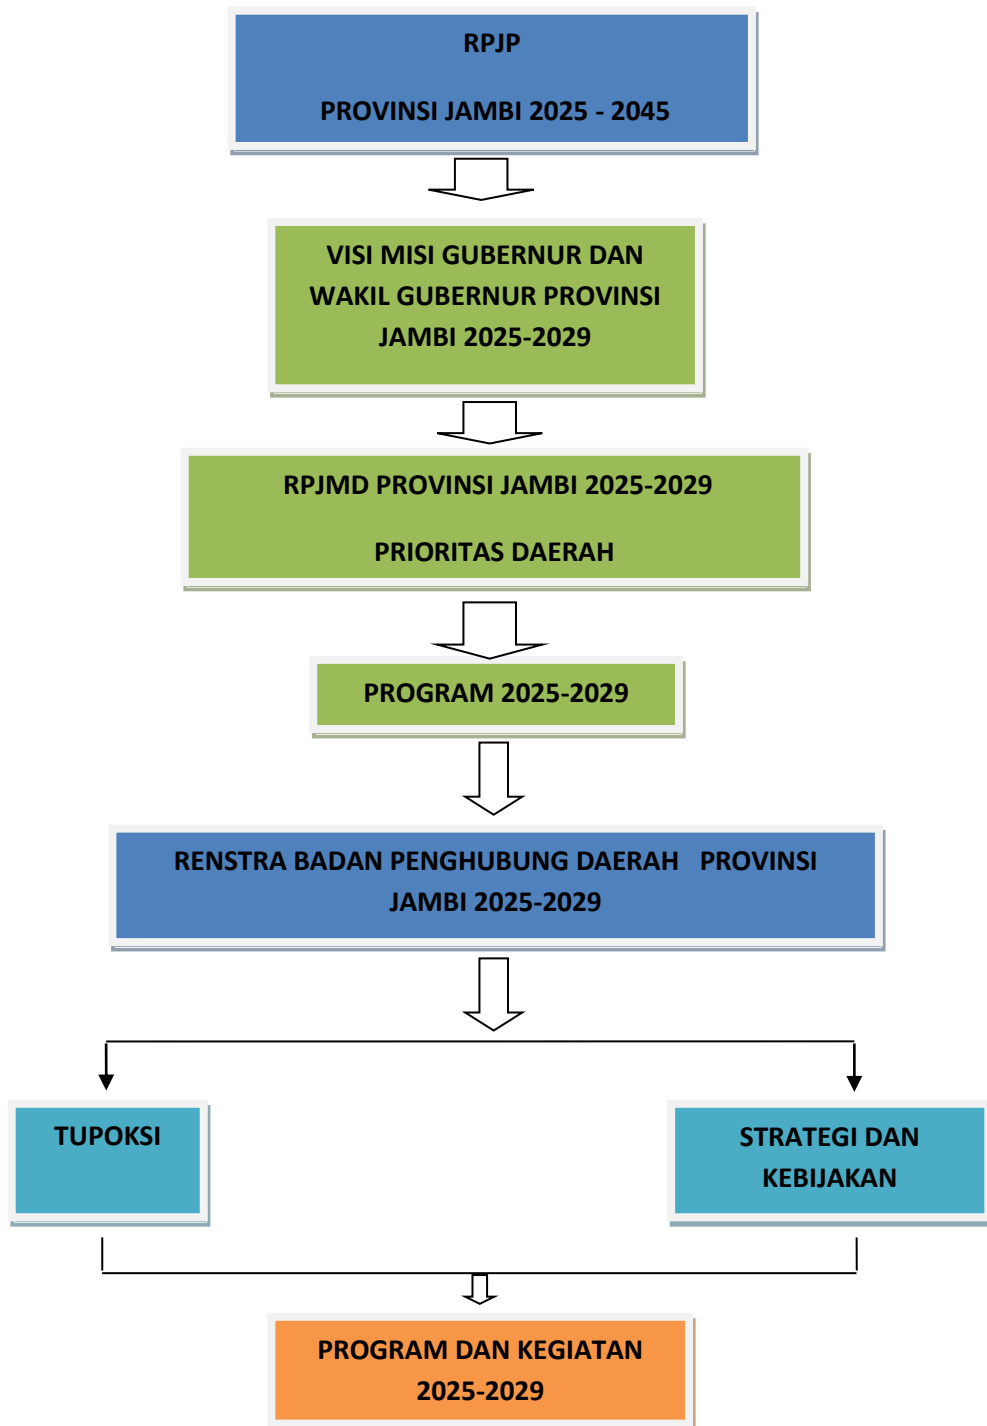 RPJP
PROVINSI JAMBI 2025 - 2045
VISI MISI GUBERNUR DAN
WAKIL GUBERNUR PROVINSI
JAMBI 2025-2029
RPJMD PROVINSI JAMBI 2025-2029
PRIORITAS DAERAH
PROGRAM 2025-2029
RENSTRA BADAN PENGHUBUNG DAERAH PROVINSI
JAMBI 2025-2029
TUPOKSI
STRATEGI DAN
KEBIJAKAN
PROGRAM DAN KEGIATAN
2025-2029